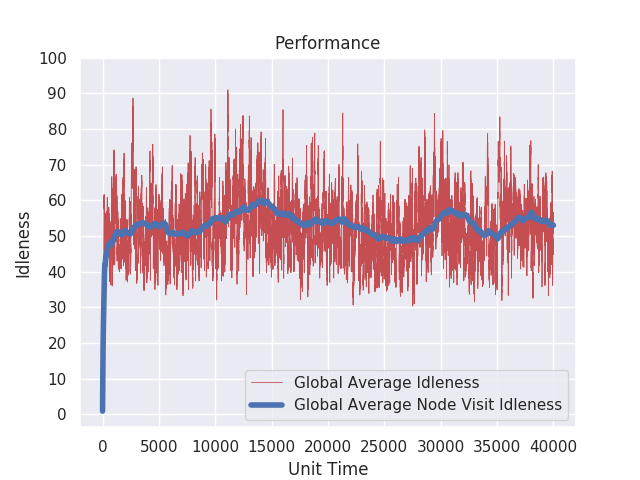 Performance
100
90
80
70
60
50
40
30
20
10
0
Idleness
Global Average Idleness
Global Average Node Visit Idleness
0 5000 10000 15000 20000 25000 30000 35000 40000
Unit Time